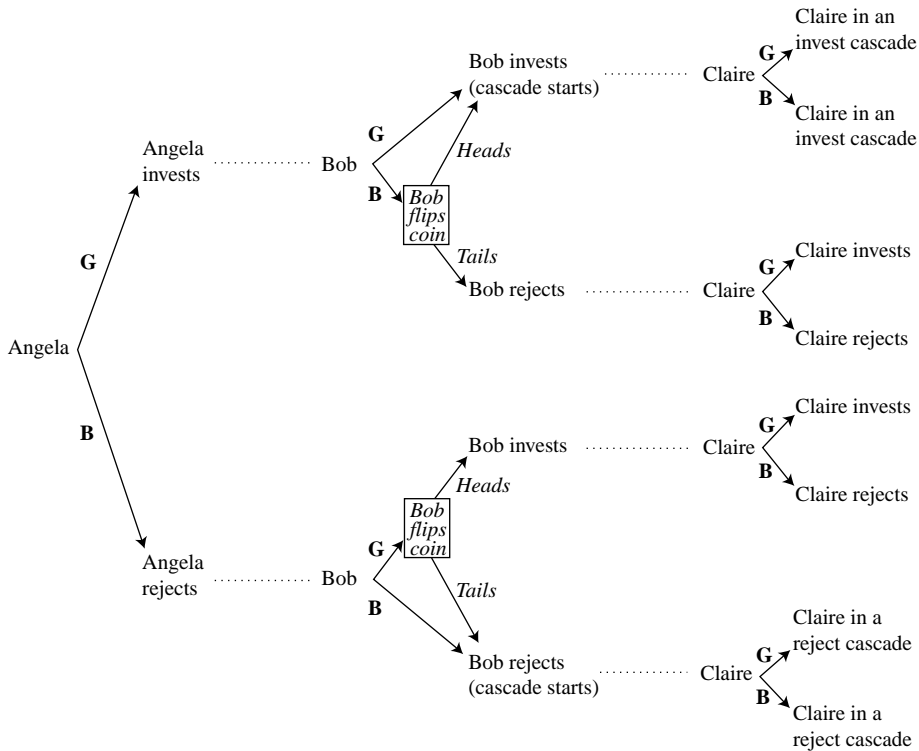 Claire in an
invest cascade
G
Bob invests
(cascade starts)
Claire
B
Claire in an
invest cascade
G
Heads
Angela
invests
Bob
B
Bob
flips
coin
Tails
G
Claire invests
Bob rejects
Claire
B
Claire rejects
G
Angela
B
Claire invests
G
Bob invests
Claire
B
Claire rejects
Heads
Bob
flips
coin
G
Angela
rejects
Bob
B
Tails
Claire in a
reject cascade
G
Bob rejects
(cascade starts)
Claire
B
Claire in a
reject cascade